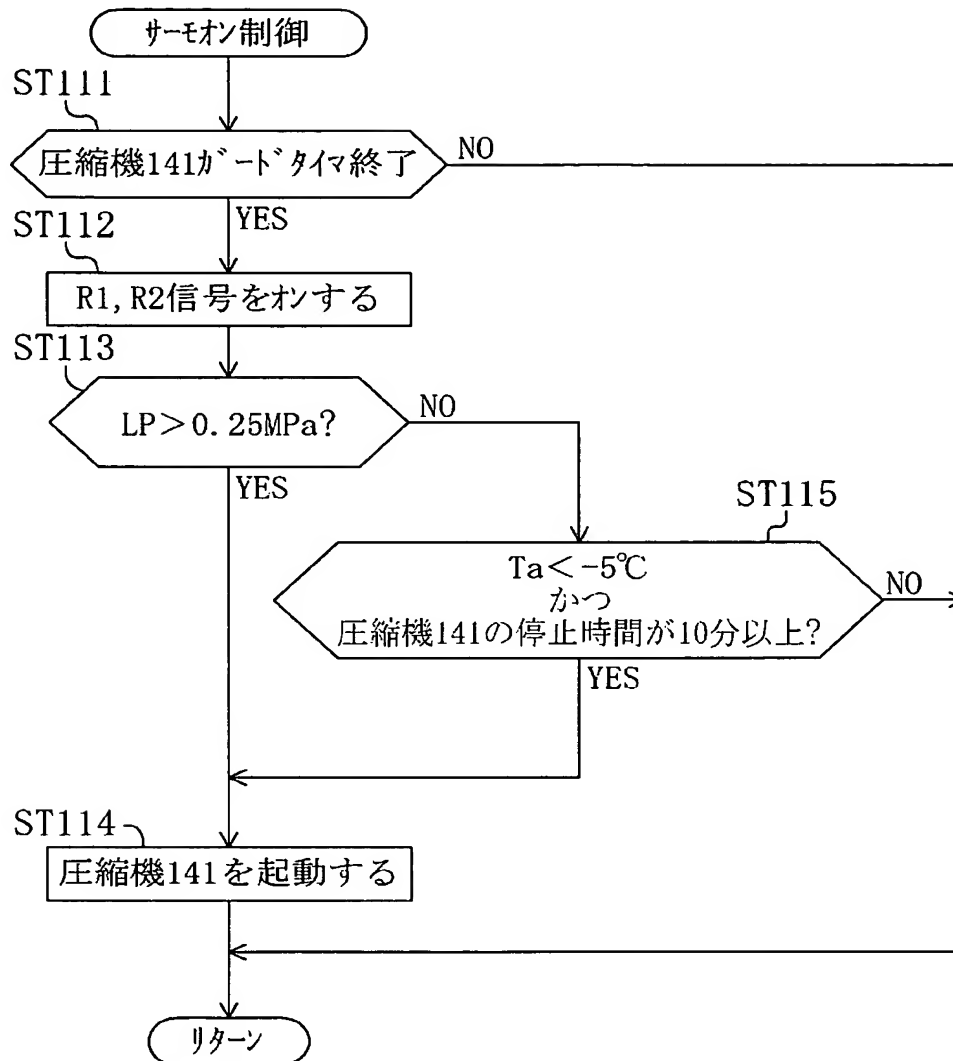 サーモオン制御
ST111
圧縮機141ガードタイマ終了
NO
YES
ST112
R1,R2信号をオンする
ST113
LP>0.25MPa?
NO
YES
ST115
Ta<-5℃
かつ
圧縮機141の停止時間が10分以上?
NO
YES
ST114
圧縮機141を起動する
リターン